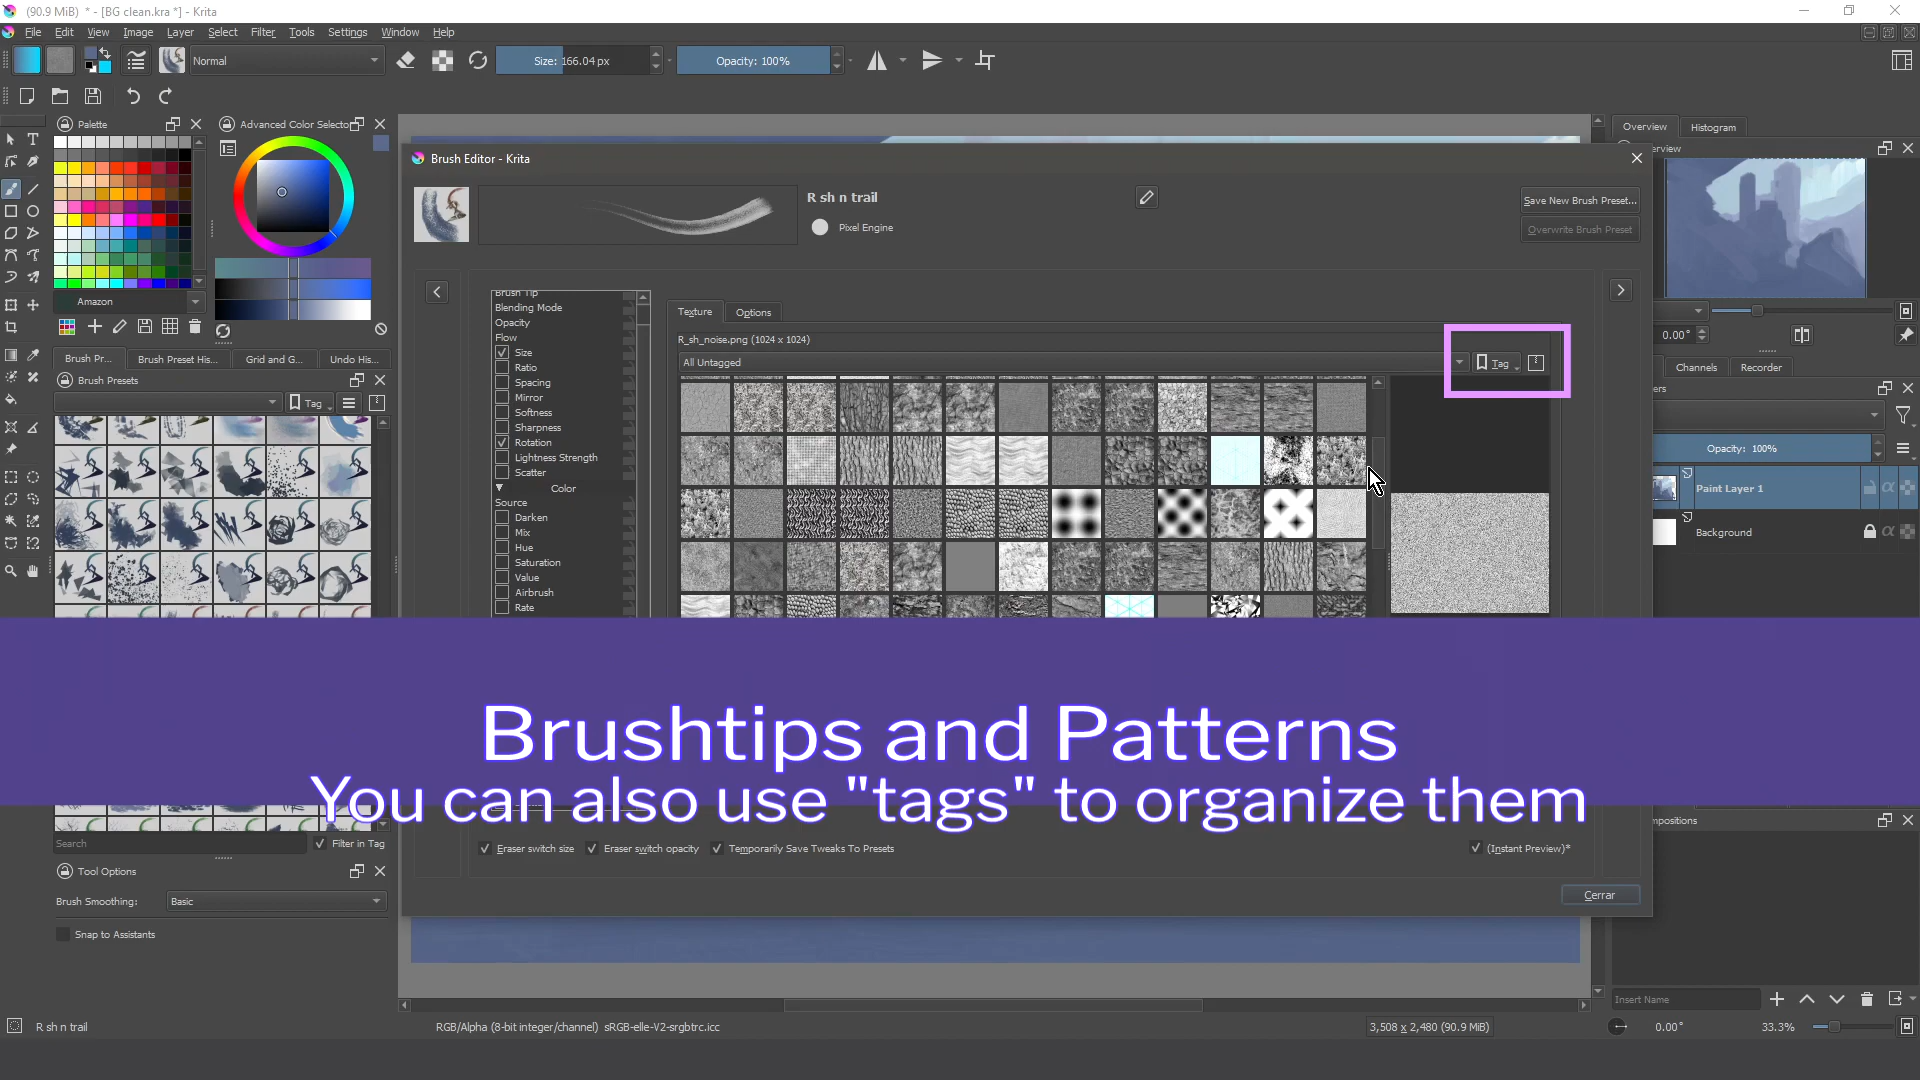 (90.9 MiB) * - [BG clean.kra *] - Krita
File Edit View Image Layer Select Filter Tools Settings Window Help
Normal
Size: 166.04 px
Opacity: 100%
Palette
Advanced Color Selecto
Overview
Histogram
Brush Editor - Krita
R sh n trail
Pixel Engine
Save New Brush Preset...
Overwrite Brush Preset
Brush Tip
Blending Mode
Opacity
Flow
Size
Ratio
Spacing
Mirror
Softness
Sharpness
Rotation
Lightness Strength
Scatter
Color
Source
Darken
Mix
Hue
Saturation
Value
Airbrush
Rate
Texture
Options
R_sh_noise.png (1024 x 1024)
All Untagged
Tag
Amazon
Brush Pr...
Brush Preset His...
Grid and G...
Undo His...
Brush Presets
Tag
0.00°
Channels
Recorder
Opacity: 100%
Paint Layer 1
Background
Brushtips and Patterns
You can also use "tags" to organize them
Search
Filter in Tag
Eraser switch size
Eraser switch opacity
Temporarily Save Tweaks To Presets
(Instant Preview)*
Cerrar
Tool Options
Brush Smoothing:
Basic
Snap to Assistants
mpositions
Insert Name
R sh n trail
RGB/Alpha (8-bit integer/channel) sRGB-elle-V2-srgbtrc.icc
3,508 x 2,480 (90.9 MiB)
0.00°
33.3%